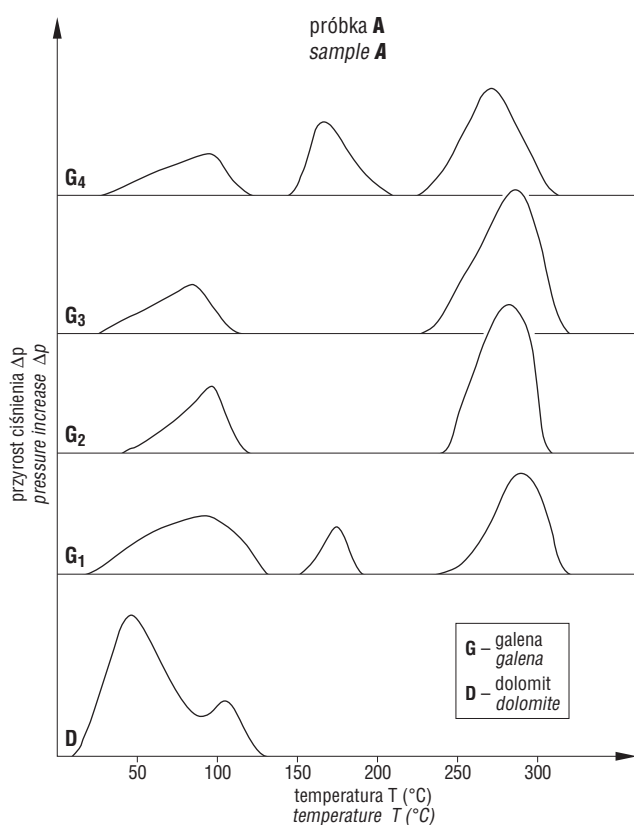 próbka A
sample A
G4
G3
G2
G1
D
przyrost ciśnienia Δp
pressure increase Δp
G – galena
galena
D – dolomit
dolomite
50 100 150 200 250 300
temperatura T (°C)
temperature T (°C)